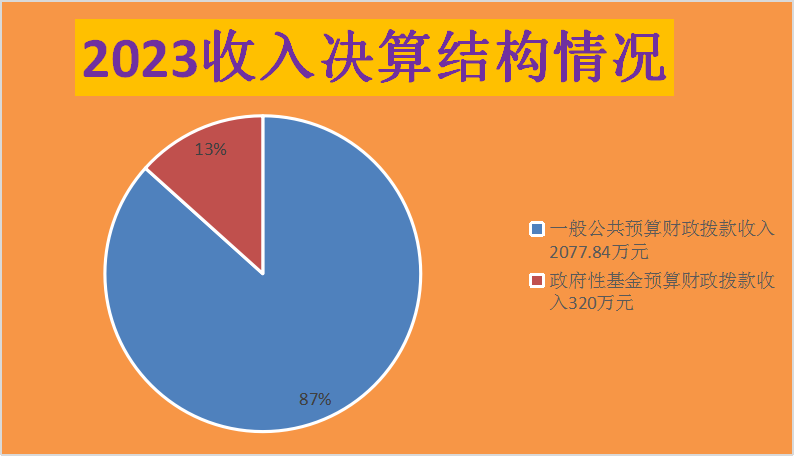 2023收入决算结构情况
13%
87%
一般公共预算财政拨款收入
2077.84万元
政府性基金预算财政拨款收
入320万元